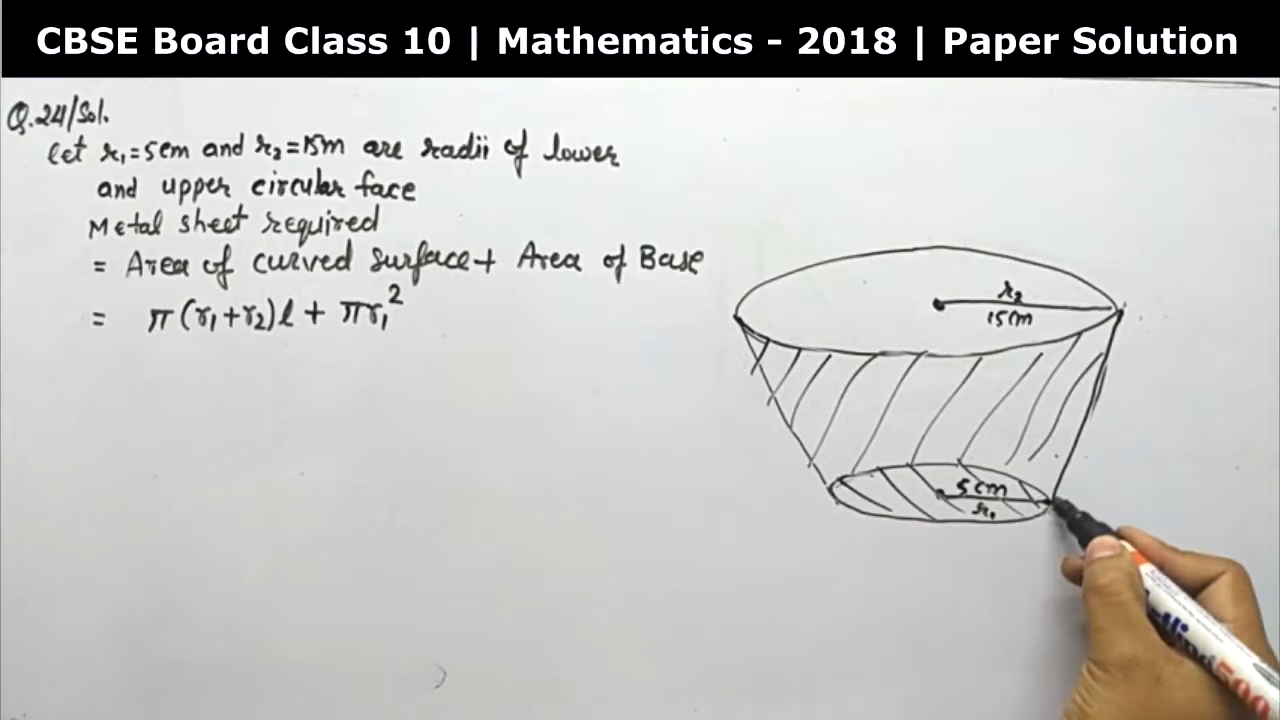 CBSE Board Class 10 | Mathematics - 2018 | Paper Solution
Q.24/Sol.
Let r₁=5cm and r₂=15m are radii of lower
and upper circular face
Metal sheet required
= Area of curved surface + Area of Base
= π(r₁+r₂)l + πr₁²
r₂
15cm
5cm
r₁
500